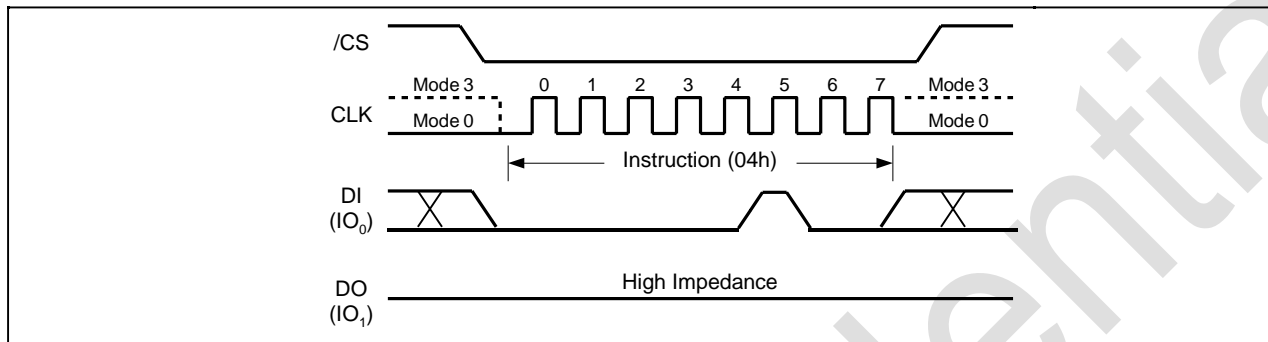 /CS
Mode 3 0 1 2 3 4 5 6 7 Mode 3
CLK
Mode 0 Mode 0
Instruction (04h)
DI
(IO0)
High Impedance
DO
(IO1)